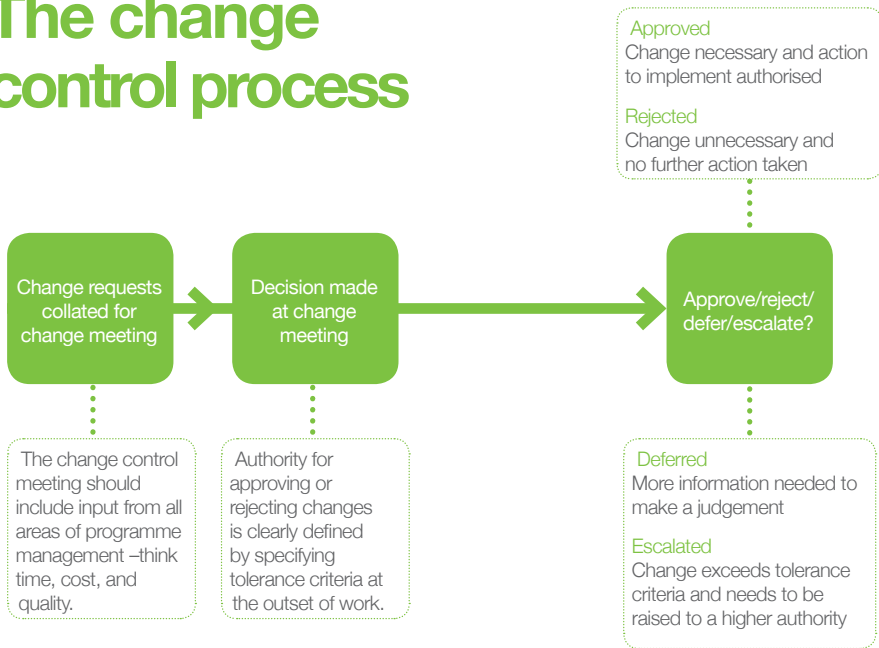 The change
control process
Approved
Change necessary and action
to implement authorised
Rejected
Change unnecessary and
no further action taken
Change requests
collated for
change meeting
Decision made
at change
meeting
Approve/reject/
defer/escalate?
The change control
meeting should
include input from all
areas of programme
management –think
time, cost, and
quality.
Authority for
approving or
rejecting changes
is clearly defined
by specifying
tolerance criteria at
the outset of work.
Deferred
More information needed to
make a judgement
Escalated
Change exceeds tolerance
criteria and needs to be
raised to a higher authority